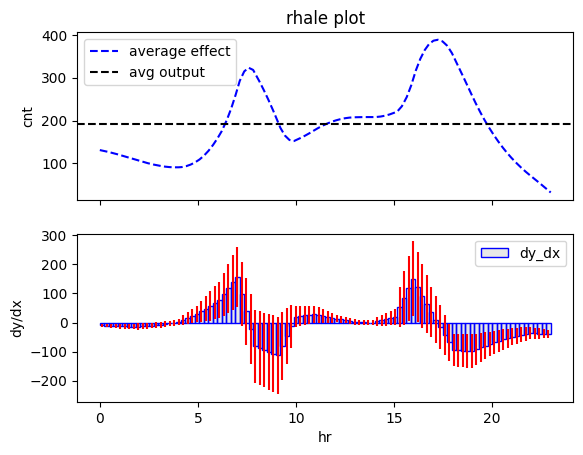 rhale plot
400
300
200
100
cnt
average effect
avg output
300
200
100
0
−100
−200
dy/dx
dy_dx
0 5 10 15 20
hr